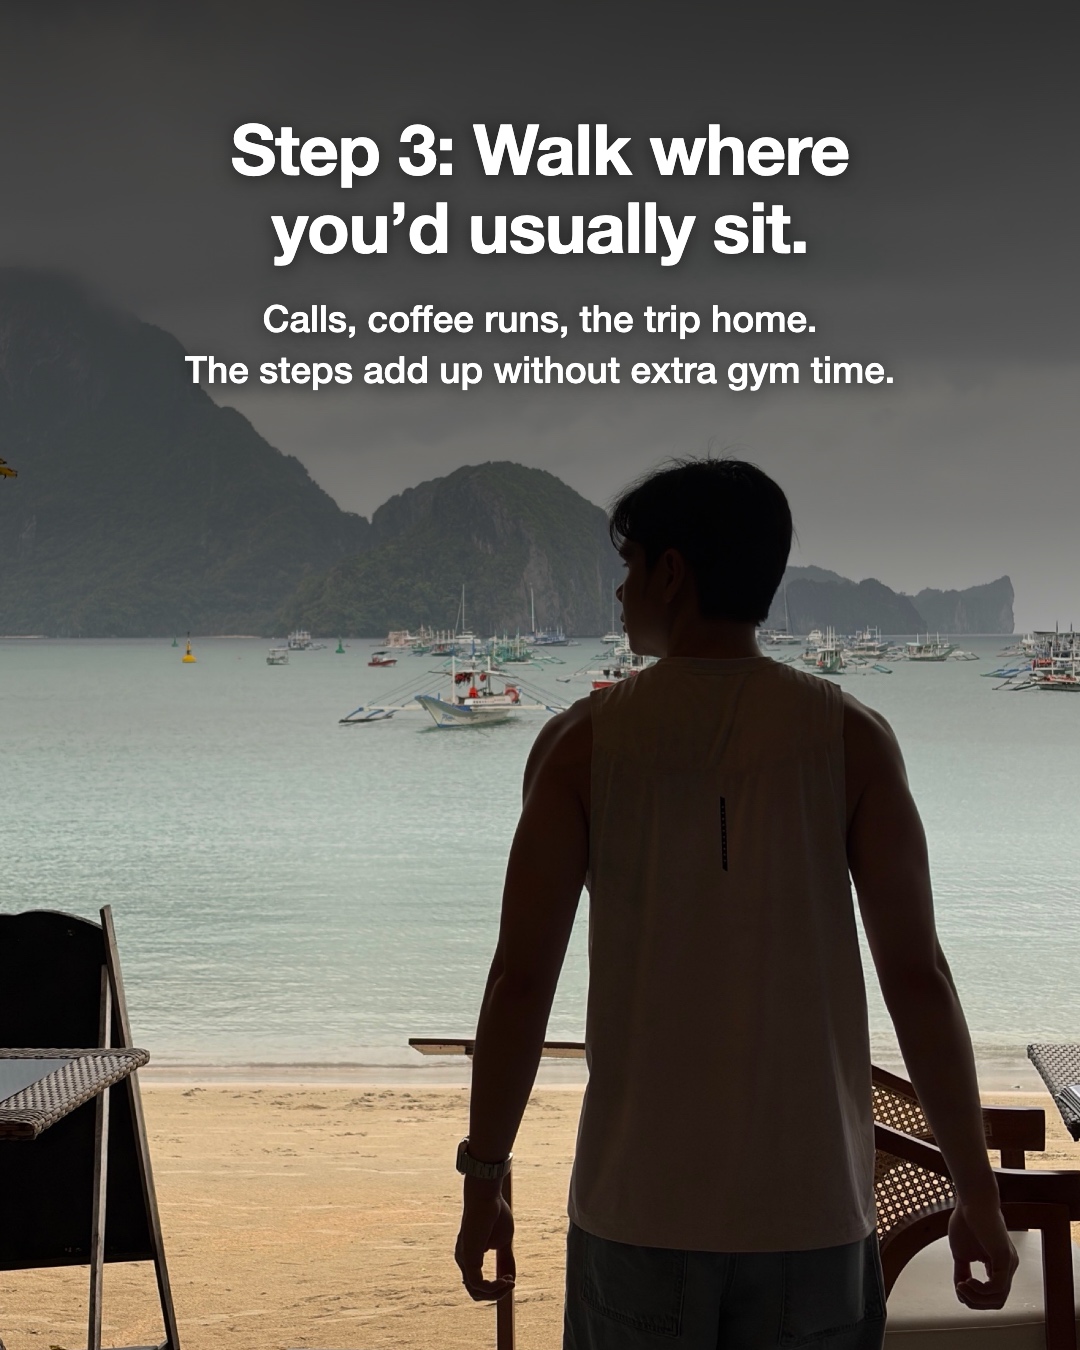 Step 3: Walk where
you’d usually sit.
Calls, coffee runs, the trip home.
The steps add up without extra gym time.